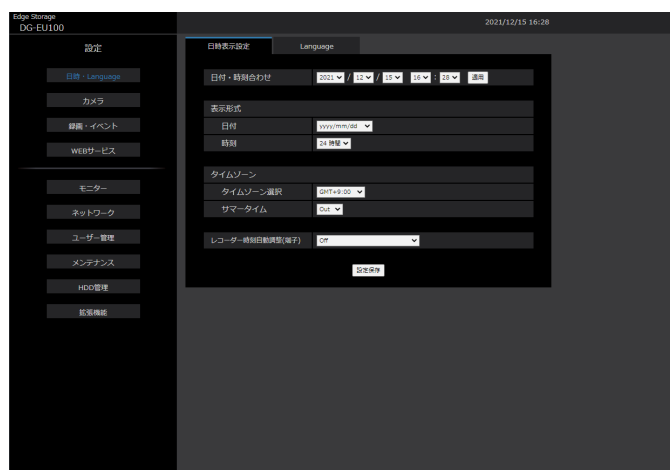 Edge Storage
DG-EU100
2021/12/15 16:28
設定
日時・Language
カメラ
録画・イベント
WEBサービス
モニター
ネットワーク
ユーザー管理
メンテナンス
HDD管理
拡張機能
日時表示設定 Language
日付・時刻合わせ 2021 / 12 / 15 16 : 28 適用
表示形式
日付 yyyy/mm/dd
時刻 24 時間
タイムゾーン
タイムゾーン選択 GMT+9:00
サマータイム Out
レコーダー時刻自動調整(端子) Off
設定保存